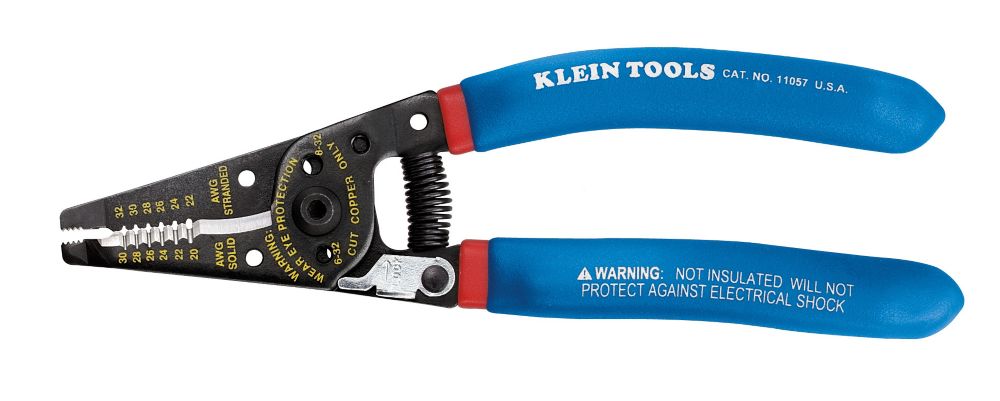 KLEIN TOOLS CAT. NO. 11057 U.S.A.
⚠ WARNING: NOT INSULATED WILL NOT
PROTECT AGAINST ELECTRICAL SHOCK
AWG
STRANDED
32 30 28 26 24 22
30 28 26 24 22 20
AWG
SOLID
WARNING:
WEAR EYE PROTECTION
CUT COPPER ONLY
8-32
6-32